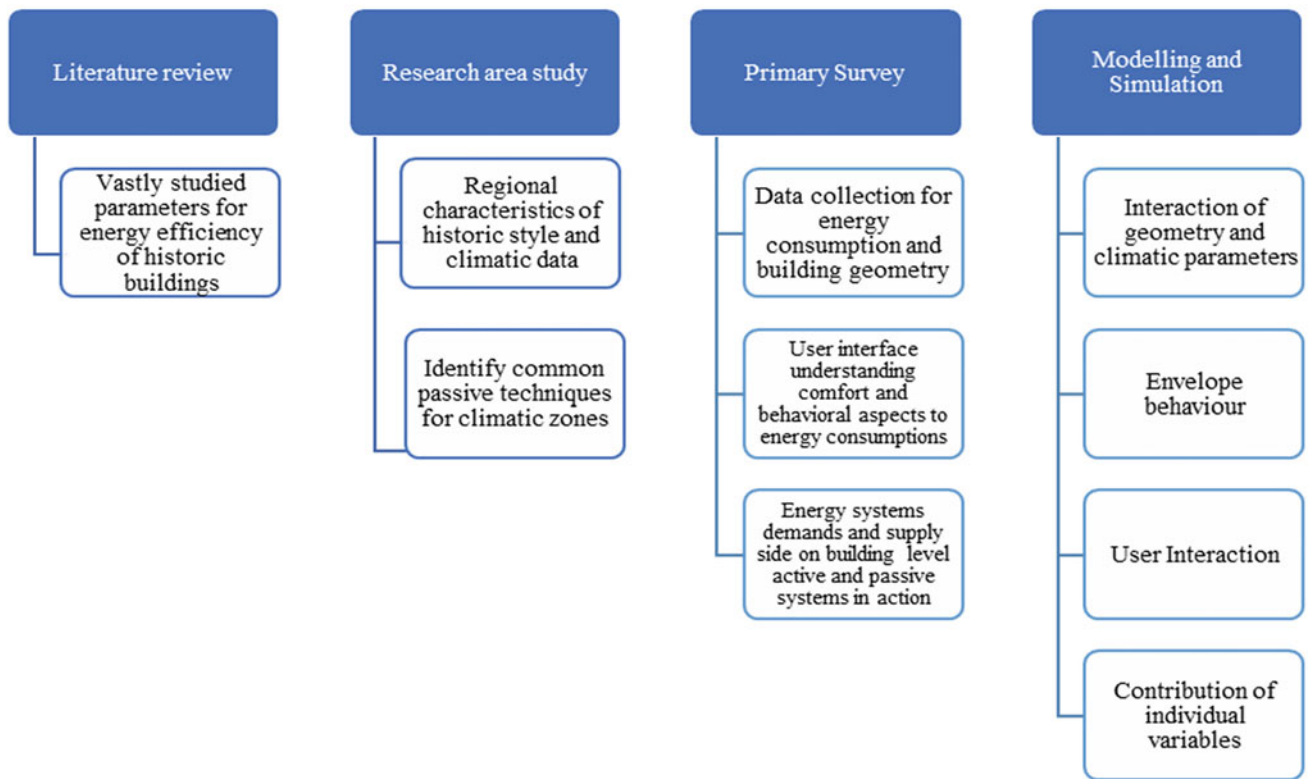 Literature review
Vastly studied
parameters for
energy efficiency
of historic
buildings
Research area study
Regional
characteristics of
historic style and
climatic data
Identify common
passive techniques
for climatic zones
Primary Survey
Data collection for
energy
consumption and
building geometry
User interface
understanding
comfort and
behavioral aspects to
energy consumptions
Energy systems
demands and supply
side on building level
active and passive
systems in action
Modelling and
Simulation
Interaction of
geometry and
climatic parameters
Envelope
behaviour
User Interaction
Contribution of
individual
variables